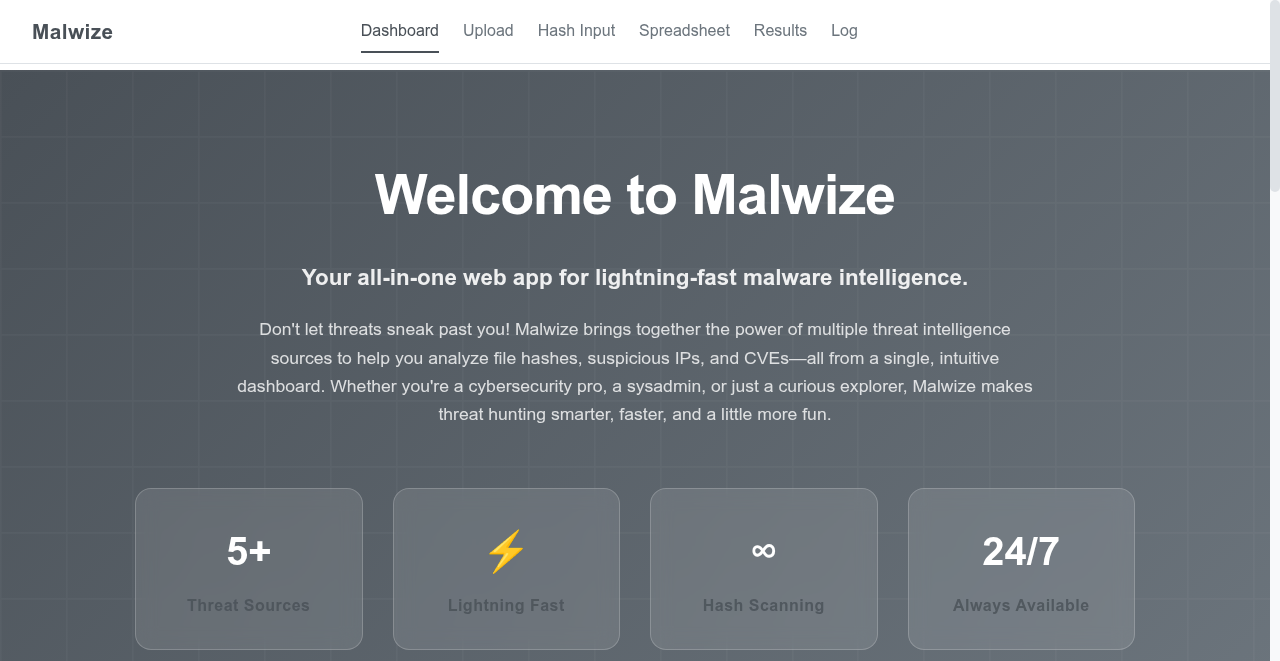 Malwize
Dashboard
Upload
Hash Input
Spreadsheet
Results
Log
Welcome to Malwize
Your all-in-one web app for lightning-fast malware intelligence.
Don't let threats sneak past you! Malwize brings together the power of multiple threat intelligence
sources to help you analyze file hashes, suspicious IPs, and CVEs—all from a single, intuitive
dashboard. Whether you're a cybersecurity pro, a sysadmin, or just a curious explorer, Malwize makes
threat hunting smarter, faster, and a little more fun.
5+
Threat Sources
⚡
Lightning Fast
∞
Hash Scanning
24/7
Always Available